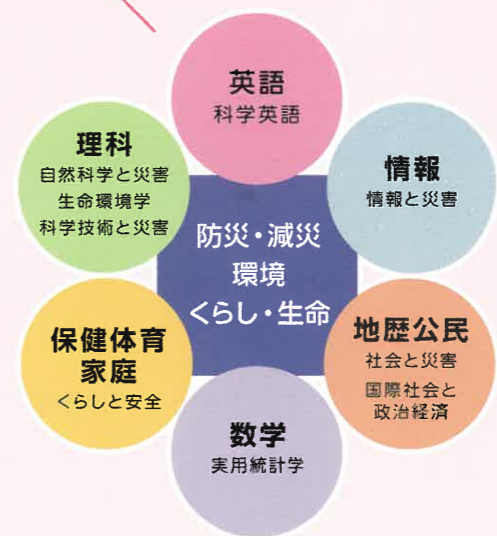 英語
科学英語
理科
自然科学と災害
生命環境学
科学技術と災害
情報
情報と災害
防災・減災
環境
くらし・生命
保健体育
家庭
くらしと安全
地歴公民
社会と災害
国際社会と
政治経済
数学
実用統計学